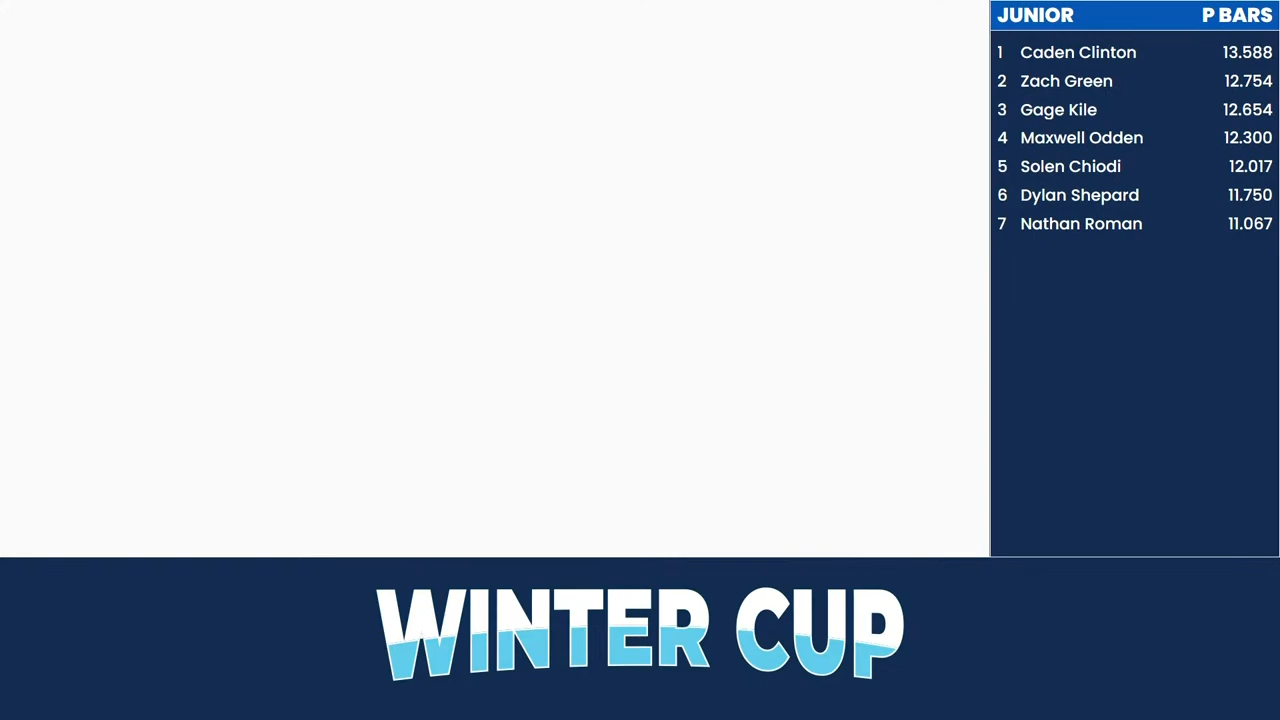 JUNIOR P BARS
1 Caden Clinton 13.588
2 Zach Green 12.754
3 Gage Kile 12.654
4 Maxwell Odden 12.300
5 Solen Chiodi 12.017
6 Dylan Shepard 11.750
7 Nathan Roman 11.067
WINTER CUP